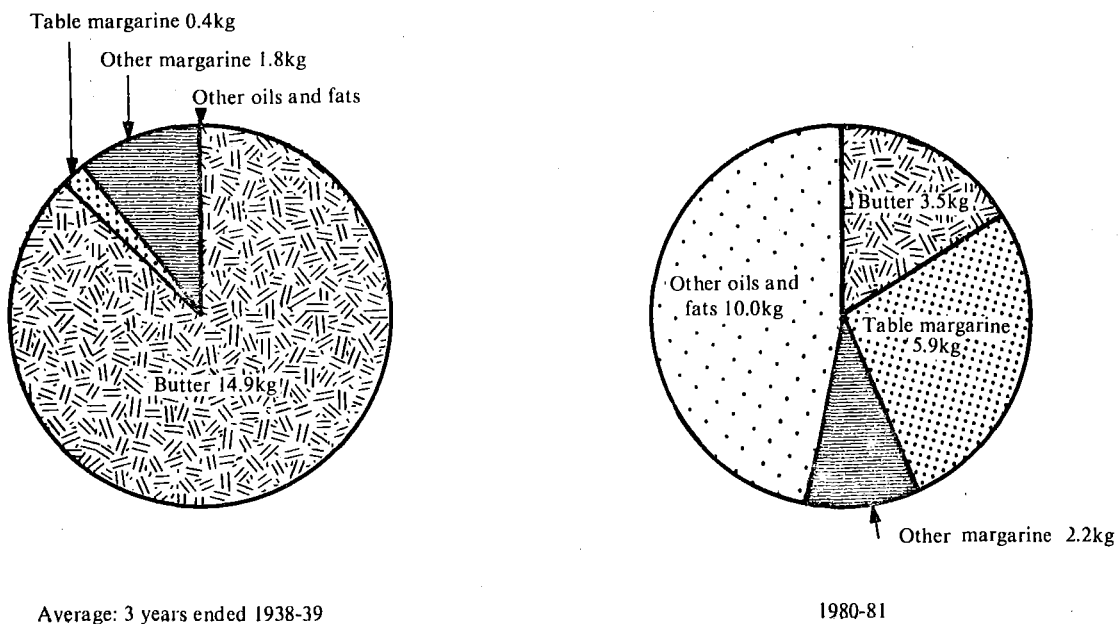 Table margarine 0.4kg
Other margarine 1.8kg
Other oils and fats
Butter 14.9kg
Average: 3 years ended 1938-39
Butter 3.5kg
Other oils and
fats 10.0kg
Table margarine
5.9kg
Other margarine 2.2kg
1980-81